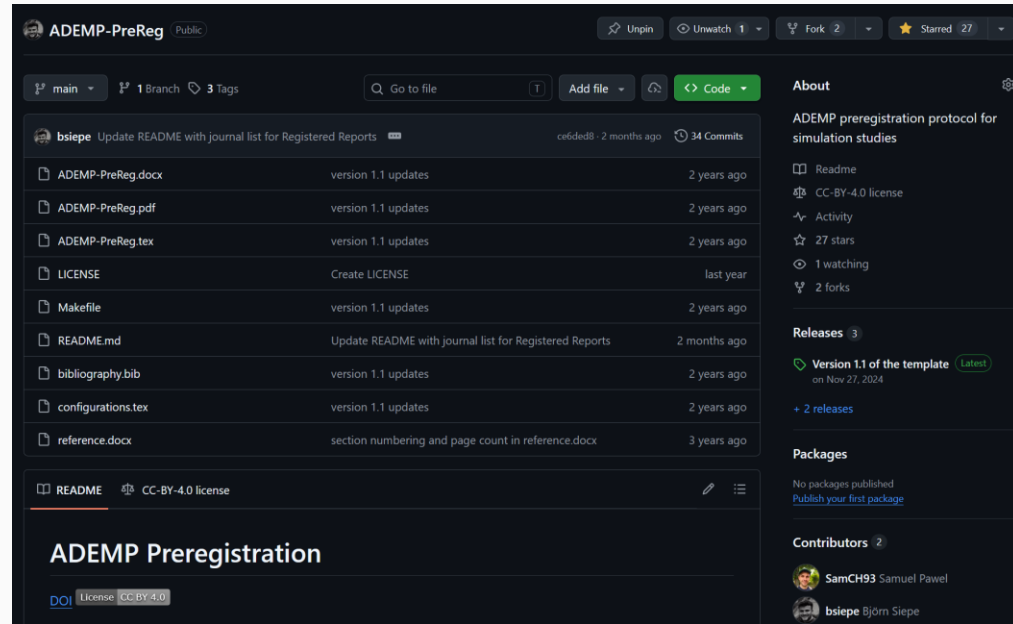 ADEMP-PreReg Public
Unpin Unwatch 1 Fork 2 Starred 27
main 1 Branch 3 Tags Go to file T Add file Code
bsiepe Update README with journal list for Registered Reports ce6ded8 · 2 months ago 34 Commits
ADEMP-PreReg.docx version 1.1 updates 2 years ago
ADEMP-PreReg.pdf version 1.1 updates 2 years ago
ADEMP-PreReg.tex version 1.1 updates 2 years ago
LICENSE Create LICENSE last year
Makefile version 1.1 updates 2 years ago
README.md Update README with journal list for Registered Reports 2 months ago
bibliography.bib version 1.1 updates 2 years ago
configurations.tex version 1.1 updates 2 years ago
reference.docx section numbering and page count in reference.docx 3 years ago
README CC-BY-4.0 license
ADEMP Preregistration
DOI License CC BY 4.0
About
ADEMP preregistration protocol for
simulation studies
Readme
CC-BY-4.0 license
Activity
27 stars
1 watching
2 forks
Releases 3
Version 1.1 of the template Latest
on Nov 27, 2024
+ 2 releases
Packages
No packages published
Publish your first package
Contributors 2
SamCH93 Samuel Pawel
bsiepe Björn Siepe